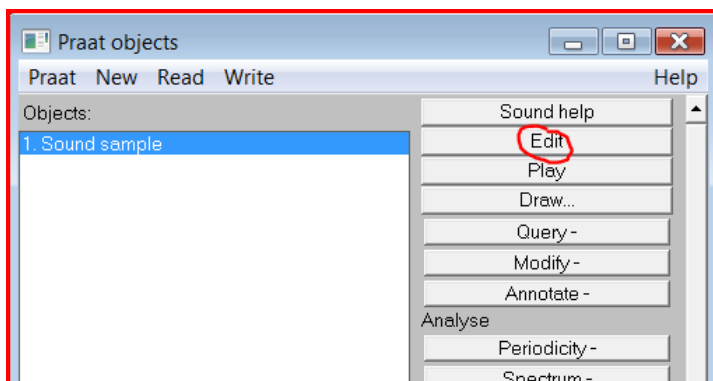 Praat objects
Praat New Read Write Help
Objects:
1. Sound sample
Sound help
Edit
Play
Draw...
Query -
Modify -
Annotate -
Analyse
Periodicity -
Spectrum -